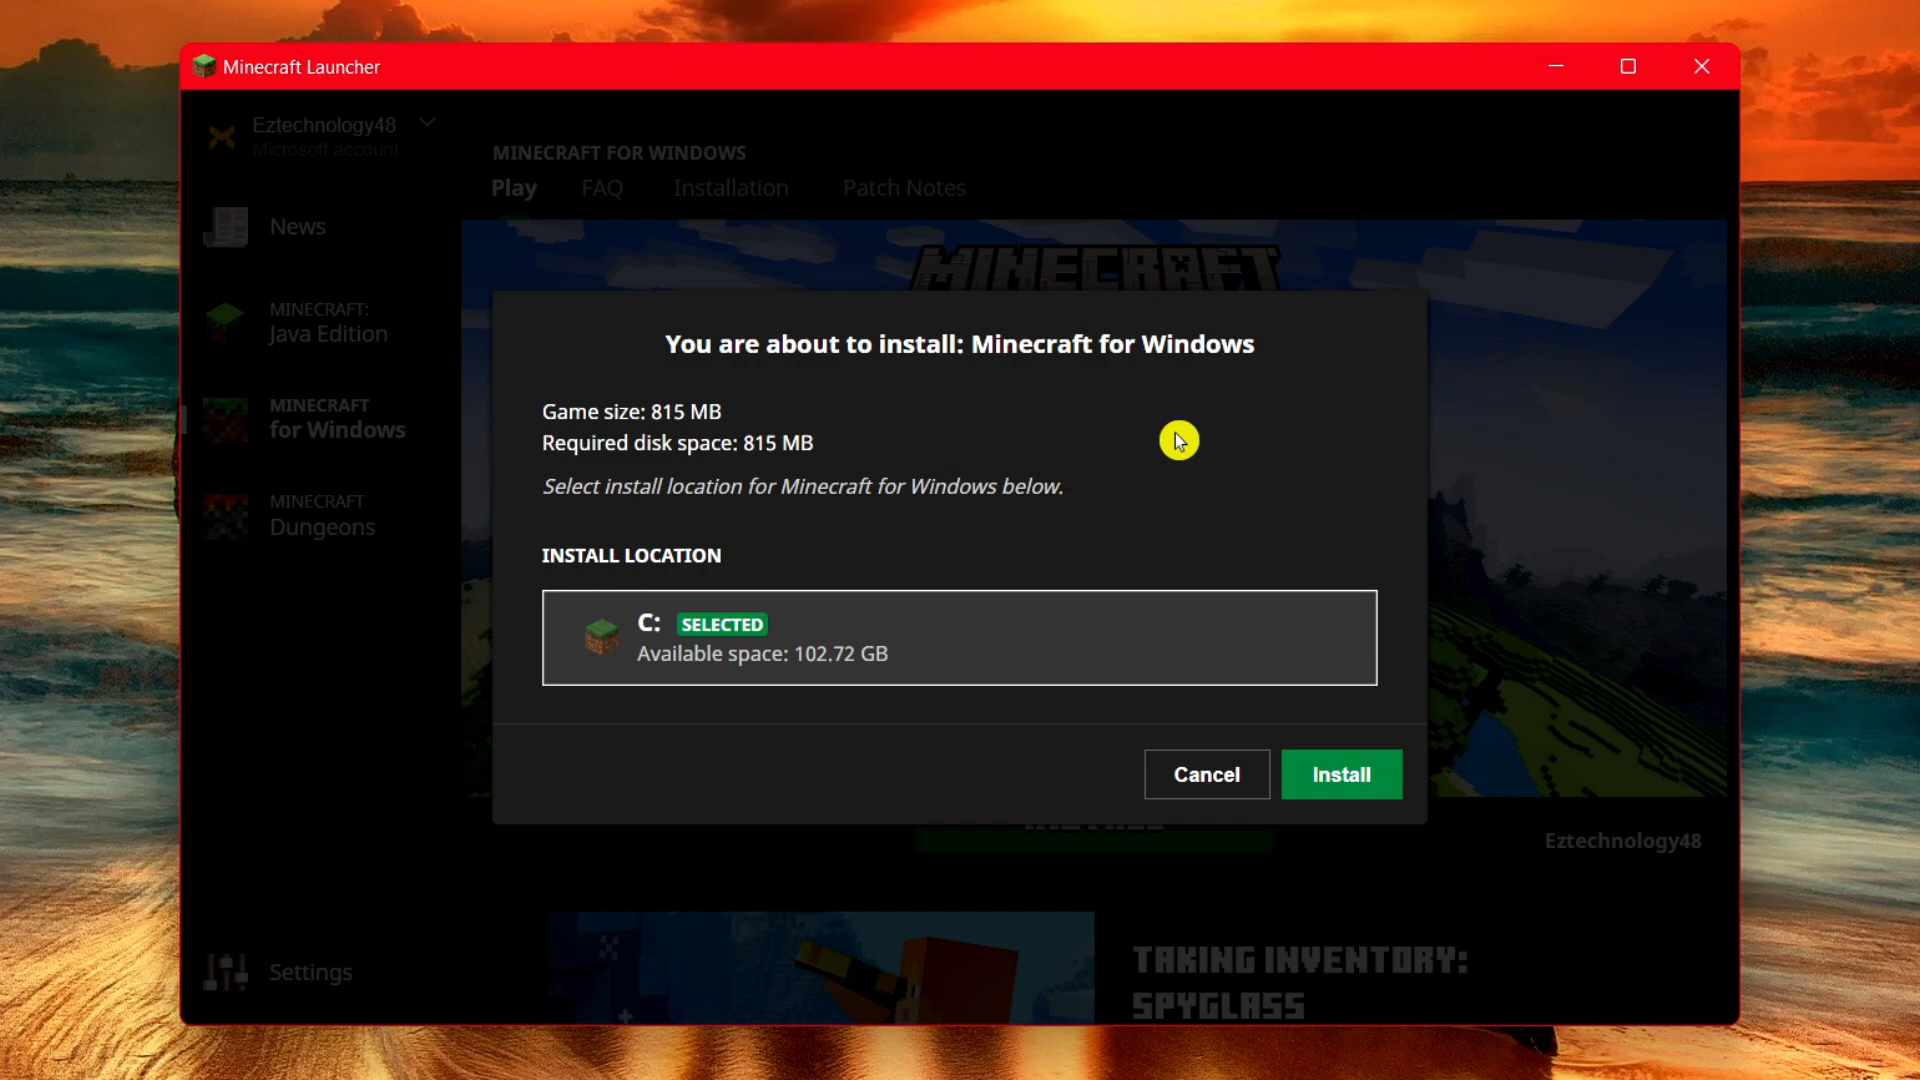 Minecraft Launcher
Eztechnology48
Microsoft account
News
MINECRAFT:
Java Edition
MINECRAFT
for Windows
MINECRAFT
Dungeons
Settings
MINECRAFT FOR WINDOWS
Play FAQ Installation Patch Notes
MINECRAFT
You are about to install: Minecraft for Windows
Game size: 815 MB
Required disk space: 815 MB
Select install location for Minecraft for Windows below.
INSTALL LOCATION
C: SELECTED
Available space: 102.72 GB
Cancel Install
Eztechnology48
TAKING INVENTORY:
SPYGLASS